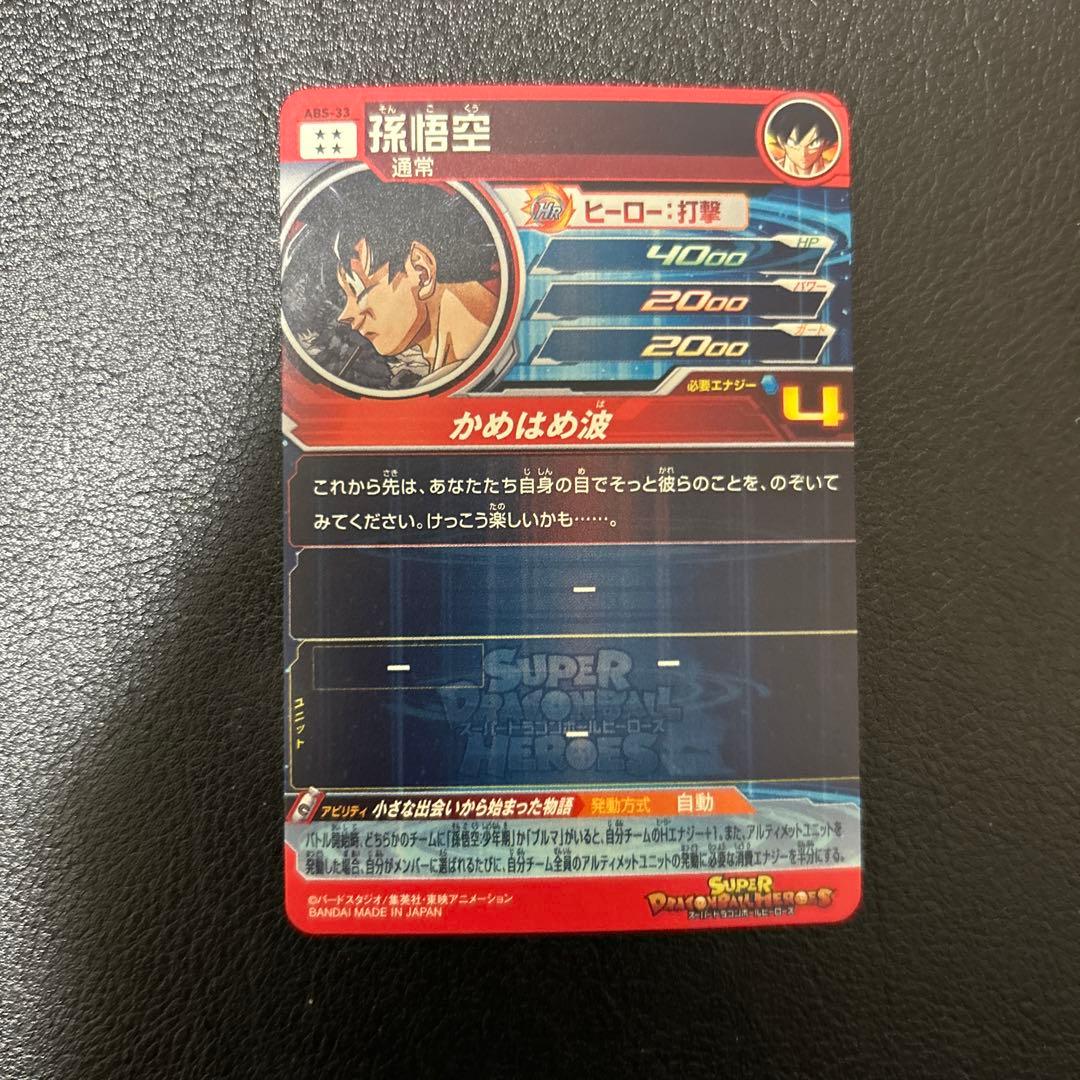 ABS-33
そん ご くう
孫悟空
通常
HR ヒーロー:打撃
HP
4000
パワー
2000
ガード
2000
必要エナジー 4
かめはめ波
これから先は、あなたたち自身の目でそっと彼らのことを、のぞいて
みてください。けっこう楽しいかも……。
ー
ー ー
ー
ユニット
SUPER
DRAGONBALL
スーパードラゴンボールヒーローズ
HEROES
アビリティ 小さな出会いから始まった物語 発動方式 自動
バトル開始時、どちらかのチームに「孫悟空:少年期」か「ブルマ」がいると、自分チームのHエナジー+1。また、アルティメットユニットを
発動した場合、自分がメンバーに選ばれるたびに、自分チーム全員のアルティメットユニットの発動に必要な消費エナジーを半分にする。
©バードスタジオ/集英社・東映アニメーション
BANDAI MADE IN JAPAN
SUPER
DRAGONBALL HEROES
スーパードラゴンボールヒーローズ